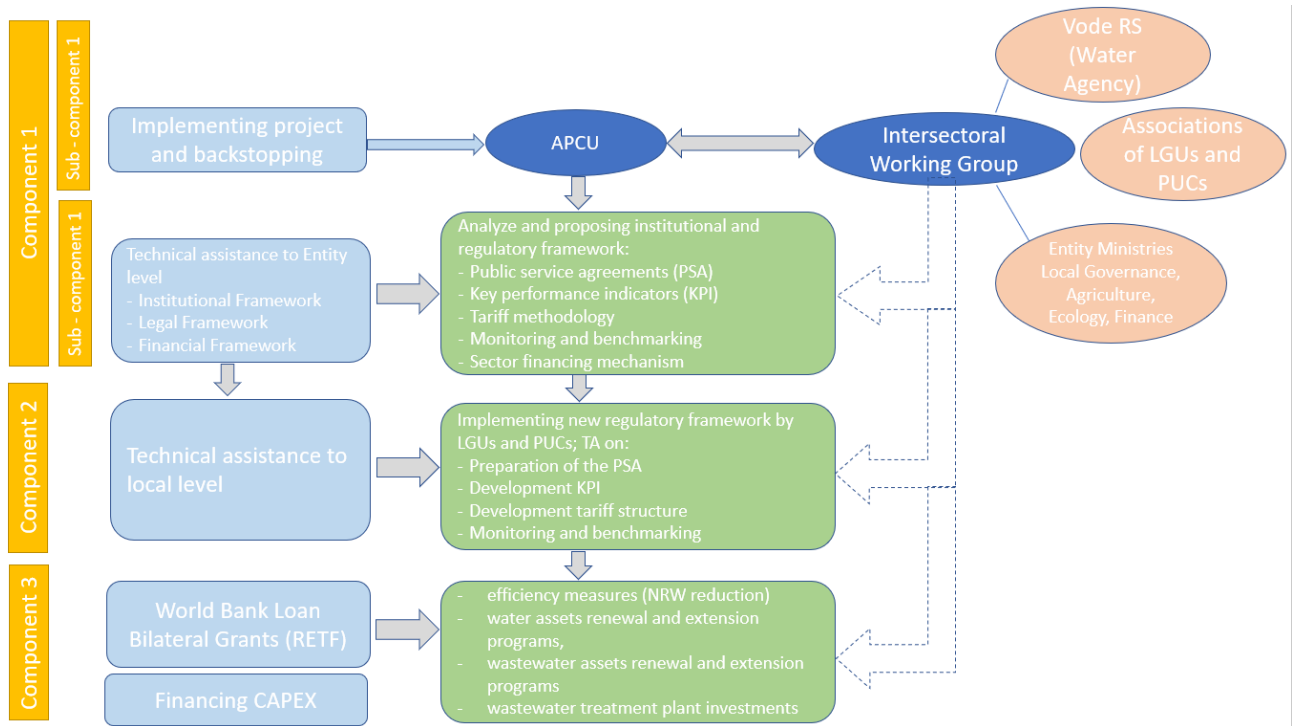 Component 1
Sub - component 1
Implementing project
and backstopping
APCU
Intersectoral
Working Group
Vode RS
(Water
Agency)
Associations
of LGUs and
PUCs
Entity Ministries
Local Governance,
Agriculture,
Ecology, Finance
Sub - component 1
Technical assistance to Entity
level
- Institutional Framework
- Legal Framework
- Financial Framework
Analyze and proposing institutional and
regulatory framework:
- Public service agreements (PSA)
- Key performance indicators (KPI)
- Tariff methodology
- Monitoring and benchmarking
- Sector financing mechanism
Component 2
Technical assistance to
local level
Implementing new regulatory framework by
LGUs and PUCs; TA on:
- Preparation of the PSA
- Development KPI
- Development tariff structure
- Monitoring and benchmarking
Component 3
World Bank Loan
Bilateral Grants (RETF)
Financing CAPEX
- efficiency measures (NRW reduction)
- water assets renewal and extension
programs,
- wastewater assets renewal and extension
programs
- wastewater treatment plant investments